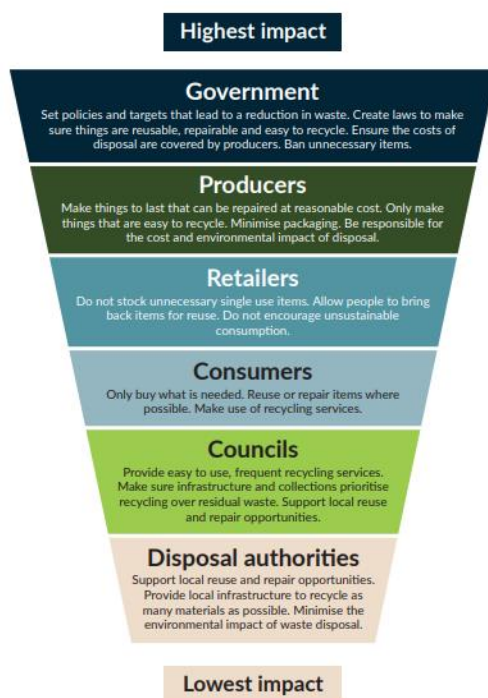 Highest impact
Government
Set policies and targets that lead to a reduction in waste. Create laws to make
sure things are reusable, repairable and easy to recycle. Ensure the costs of
disposal are covered by producers. Ban unnecessary items.
Producers
Make things to last that can be repaired at reasonable cost. Only make
things that are easy to recycle. Minimise packaging. Be responsible for
the cost and environmental impact of disposal.
Retailers
Do not stock unnecessary single use items. Allow people to bring
back items for reuse. Do not encourage unsustainable
consumption.
Consumers
Only buy what is needed. Reuse or repair items where
possible. Make use of recycling services.
Councils
Provide easy to use, frequent recycling services.
Make sure infrastructure and collections prioritise
recycling over residual waste. Support local reuse
and repair opportunities.
Disposal authorities
Support local reuse and repair opportunities.
Provide local infrastructure to recycle as
many materials as possible. Minimise the
environmental impact of waste disposal.
Lowest impact